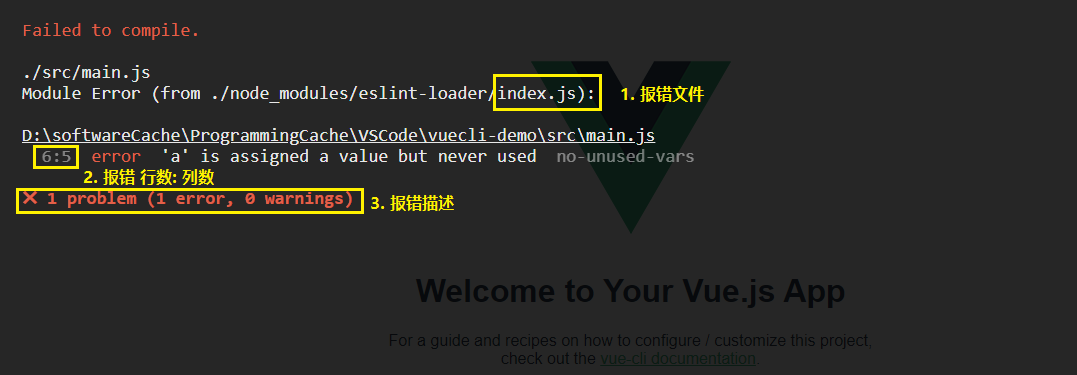 Failed to compile.
./src/main.js
Module Error (from ./node_modules/eslint-loader/index.js):
1. 报错文件
D:\softwareCache\ProgrammingCache\VSCode\vuecli-demo\src\main.js
6:5 error 'a' is assigned a value but never used no-unused-vars
2. 报错 行数: 列数
✕ 1 problem (1 error, 0 warnings)
3. 报错描述
Welcome to Your Vue.js App
For a guide and recipes on how to configure / customize this project,
check out the vue-cli documentation.